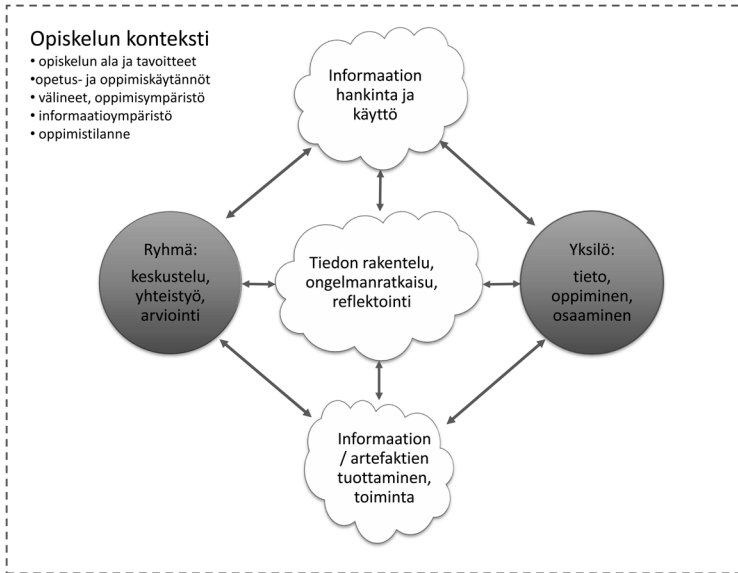 Opiskelun konteksti
• opiskelun ala ja tavoitteet
•opetus- ja oppimiskäytännöt
• välineet, oppimisympäristö
• informaatioympäristö
• oppimistilanne
Informaation
hankinta ja
käyttö
Ryhmä:
keskustelu,
yhteistyö,
arviointi
Tiedon rakentelu,
ongelmanratkaisu,
reflektointi
Yksilö:
tieto,
oppiminen,
osaaminen
Informaation
/ artefaktien
tuottaminen,
toiminta